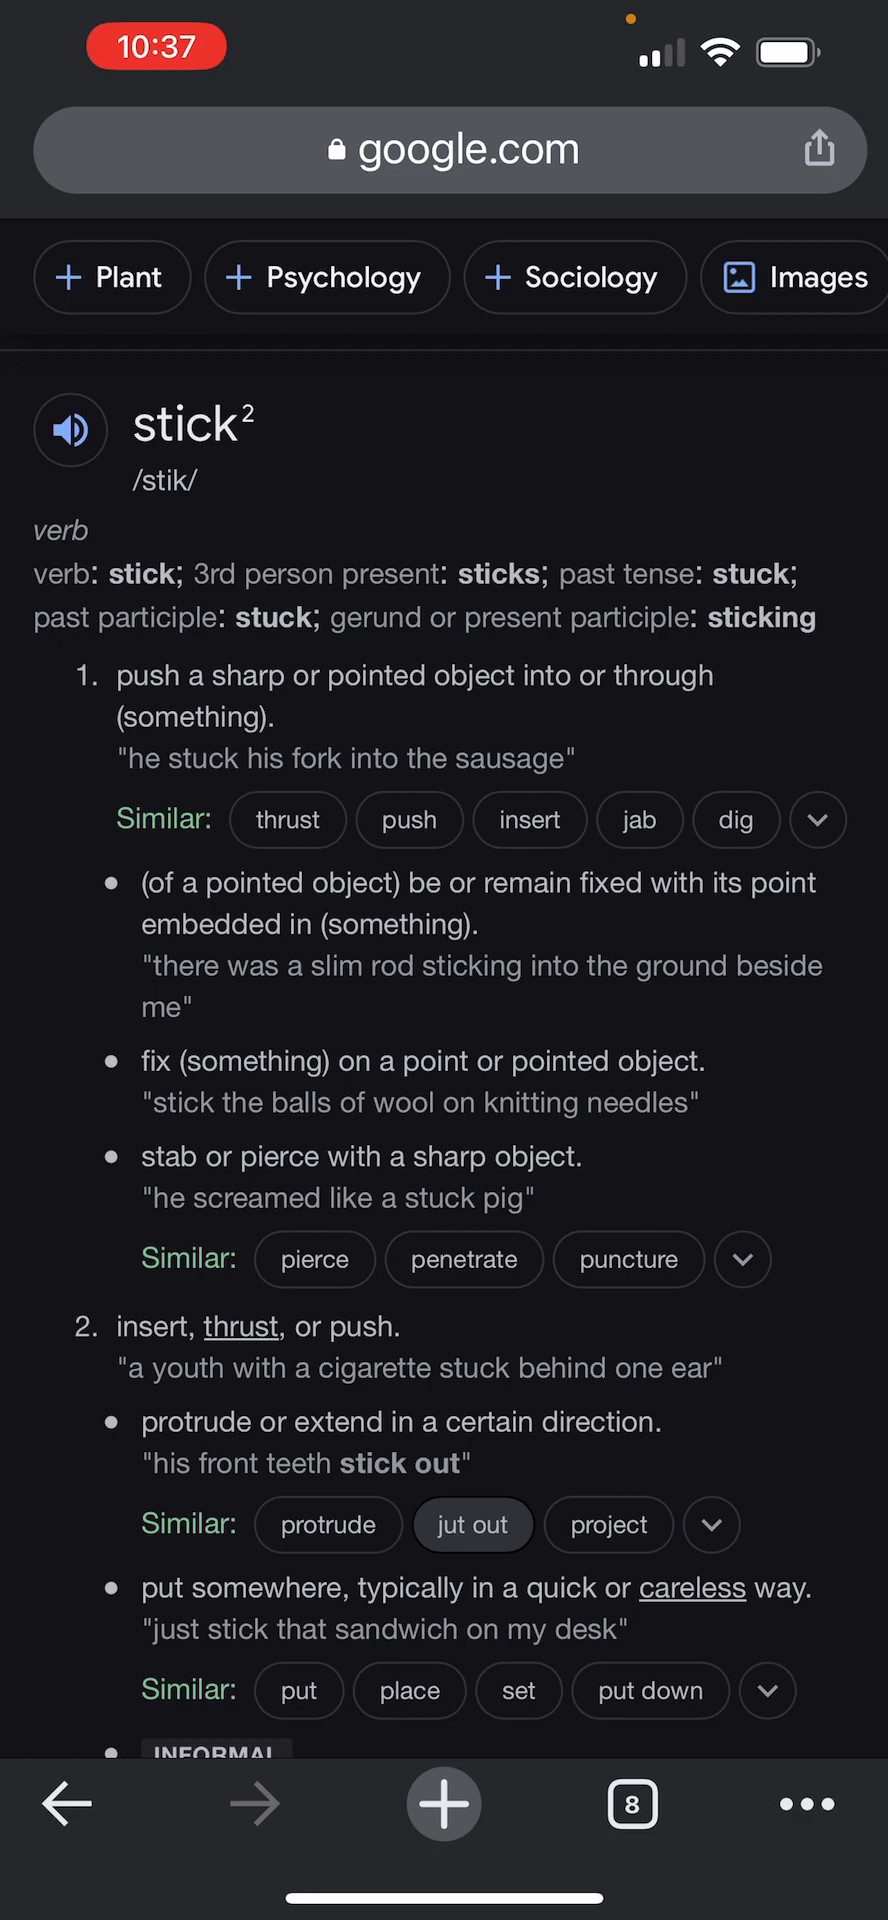 10:37
google.com
Plant
Psychology
Sociology
Images
stick²
/stik/
verb
verb: stick; 3rd person present: sticks; past tense: stuck;
past participle: stuck; gerund or present participle: sticking
1. push a sharp or pointed object into or through
(something).
"he stuck his fork into the sausage"
Similar: thrust push insert jab dig
• (of a pointed object) be or remain fixed with its point
embedded in (something).
"there was a slim rod sticking into the ground beside
me"
• fix (something) on a point or pointed object.
"stick the balls of wool on knitting needles"
• stab or pierce with a sharp object.
"he screamed like a stuck pig"
Similar: pierce penetrate puncture
2. insert, thrust, or push.
"a youth with a cigarette stuck behind one ear"
• protrude or extend in a certain direction.
"his front teeth stick out"
Similar: protrude jut out project
• put somewhere, typically in a quick or careless way.
"just stick that sandwich on my desk"
Similar: put place set put down
• INFORMAL
8